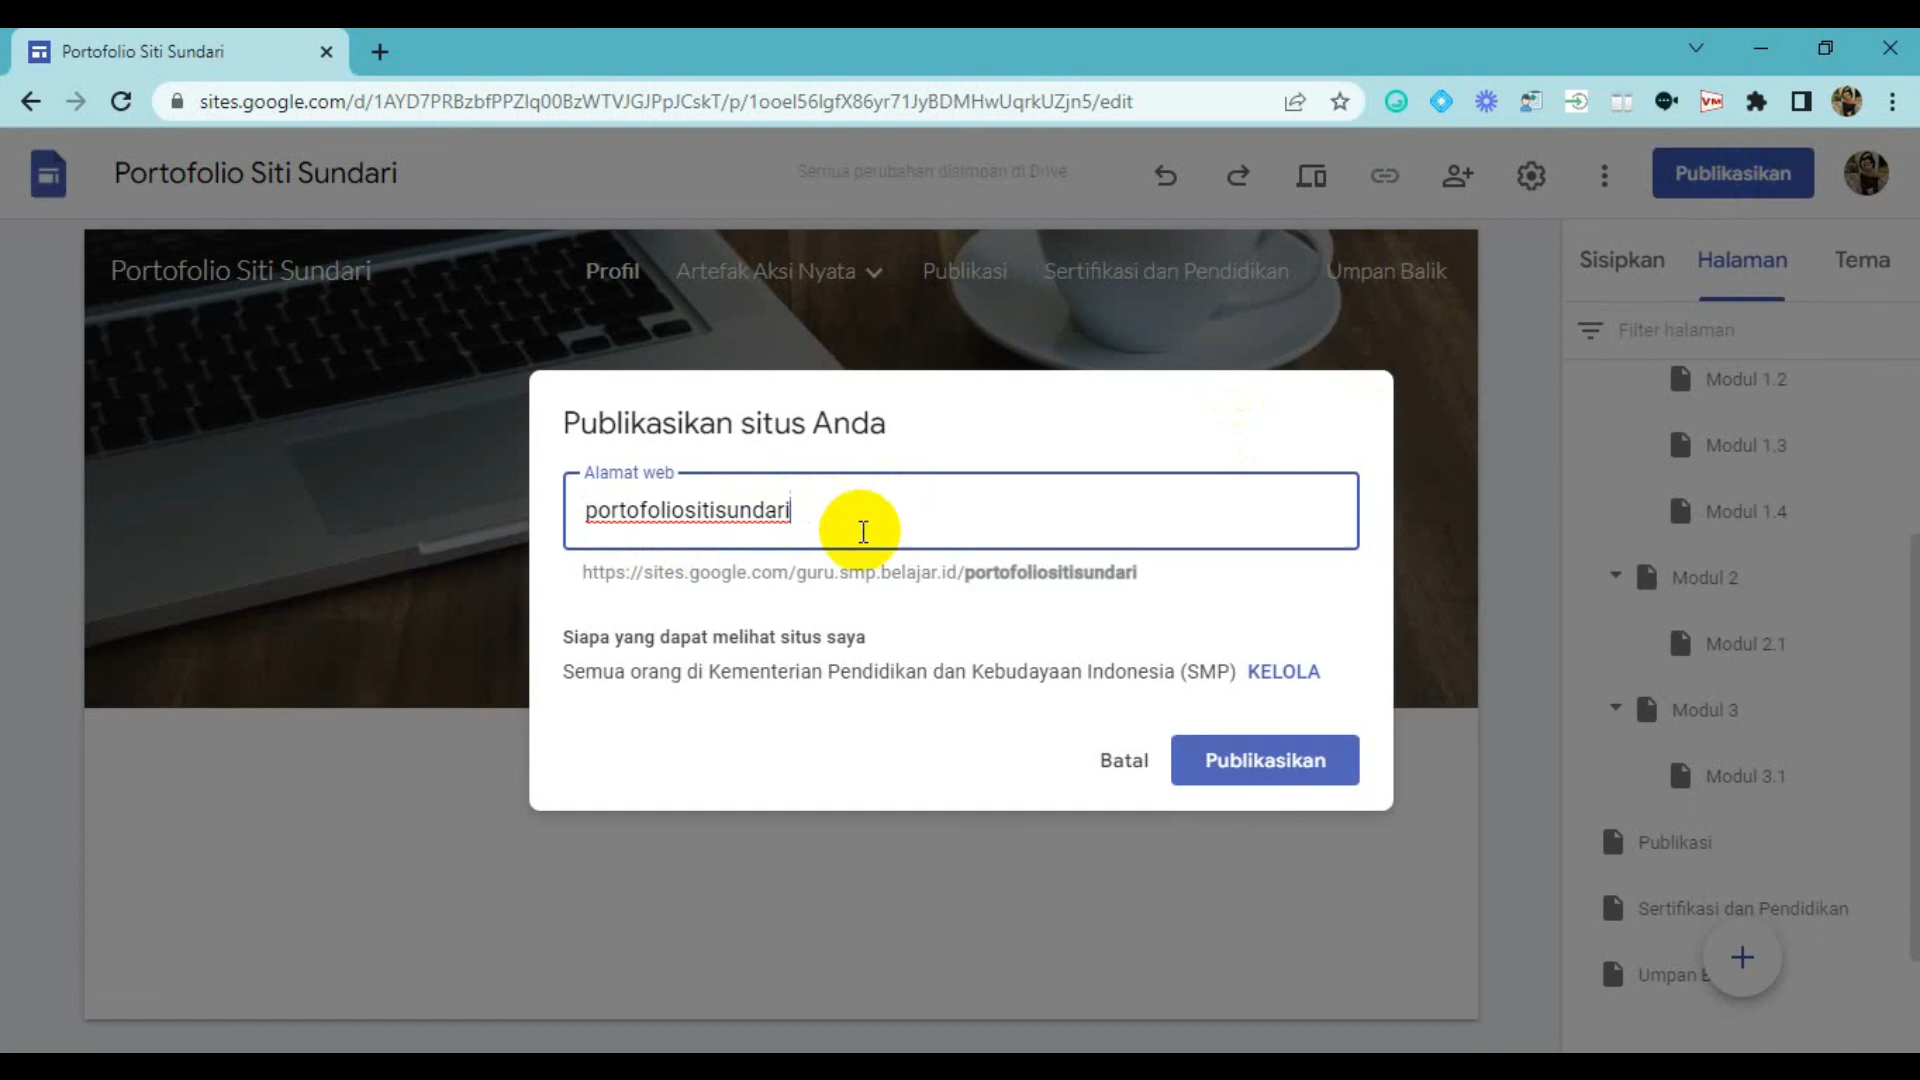 Portofolio Siti Sundari
sites.google.com/d/1AYD7PRBzbfPPZIq00BzWTVJGJPpJCskT/p/1ooeI56IgfX86yr71JyBDMHwUqrkUZjn5/edit
VM
Portofolio Siti Sundari
Semua perubahan disimpan di Drive
Publikasikan
Portofolio Siti Sundari
Profil
Artefak Aksi Nyata
Publikasi
Sertifikasi dan Pendidikan
Umpan Balik
Sisipkan
Halaman
Tema
Filter halaman
Modul 1.2
Modul 1.3
Modul 1.4
Modul 2
Modul 2.1
Modul 3
Modul 3.1
Publikasi
Sertifikasi dan Pendidikan
Umpan
Publikasikan situs Anda
Alamat web
portofoliositisundari
https://sites.google.com/guru.smp.belajar.id/portofoliositisundari
Siapa yang dapat melihat situs saya
Semua orang di Kementerian Pendidikan dan Kebudayaan Indonesia (SMP) KELOLA
Batal
Publikasikan